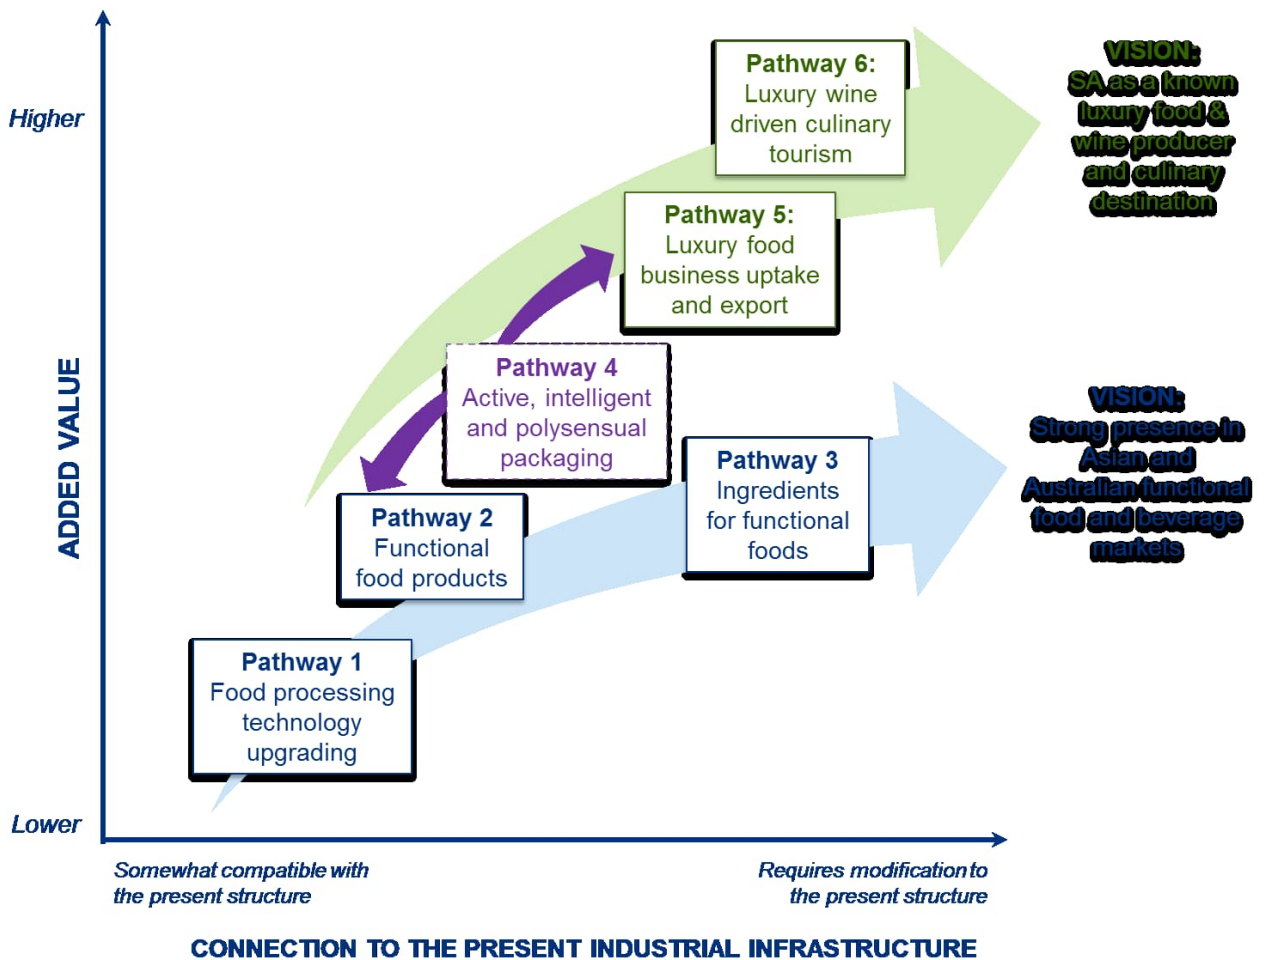 Higher
ADDED VALUE
Lower
Pathway 6:
Luxury wine
driven culinary
tourism
Pathway 5:
Luxury food
business uptake
and export
Pathway 4
Active, intelligent
and polysensual
packaging
Pathway 3
Ingredients
for functional
foods
Pathway 2
Functional
food products
Pathway 1
Food processing
technology
upgrading
VISION:
SA as a known
luxury food &
wine producer
and culinary
destination
VISION:
Strong presence in
Asian and
Australian functional
food and beverage
markets
Somewhat compatible with
the present structure
Requires modification to
the present structure
CONNECTION TO THE PRESENT INDUSTRIAL INFRASTRUCTURE